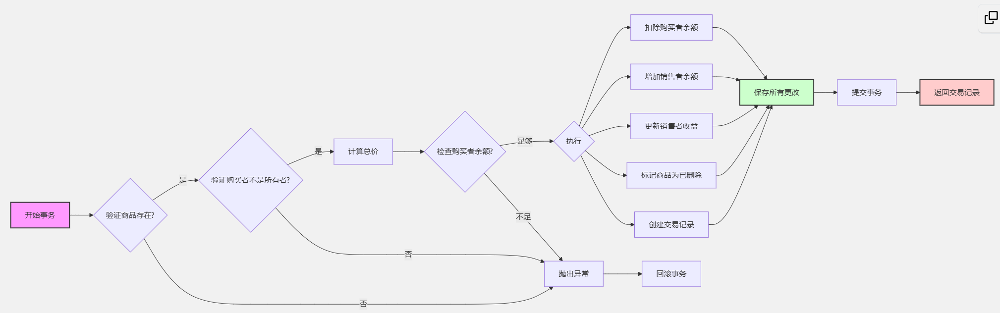 开始事务
验证商品存在?
是
验证购买者不是所有者?
是
计算总价
检查购买者余额?
足够
执行
扣除购买者余额
增加销售者余额
更新销售者收益
标记商品为已删除
创建交易记录
保存所有更改
提交事务
返回交易记录
不足
否
否
抛出异常
回滚事务